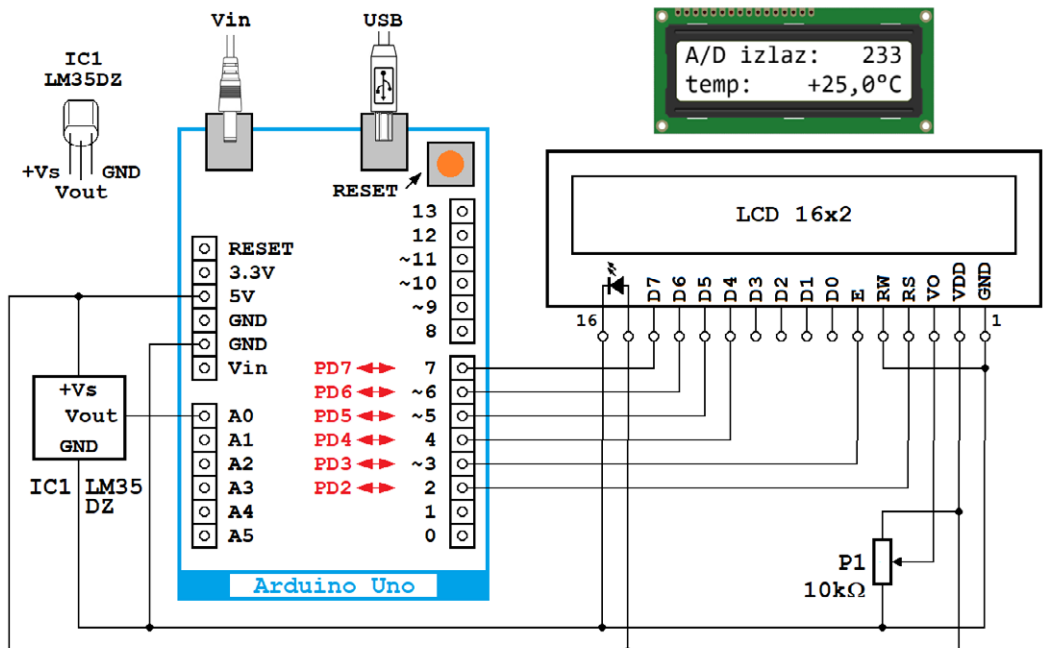 Vin
USB
IC1
LM35DZ
+Vs
GND
Vout
A/D izlaz: 233
temp: +25,0°C
RESET
13
12
~11
~10
~9
8
RESET
3.3V
5V
GND
GND
Vin
PD7 7
PD6 ~6
PD5 ~5
PD4 4
PD3 ~3
PD2 2
1
0
A0
A1
A2
A3
A4
A5
Arduino Uno
+Vs
Vout
GND
IC1 LM35
DZ
LCD 16x2
D7 D6 D5 D4 D3 D2 D1 D0 E RW RS VO VDD GND
16 1
P1
10kΩ